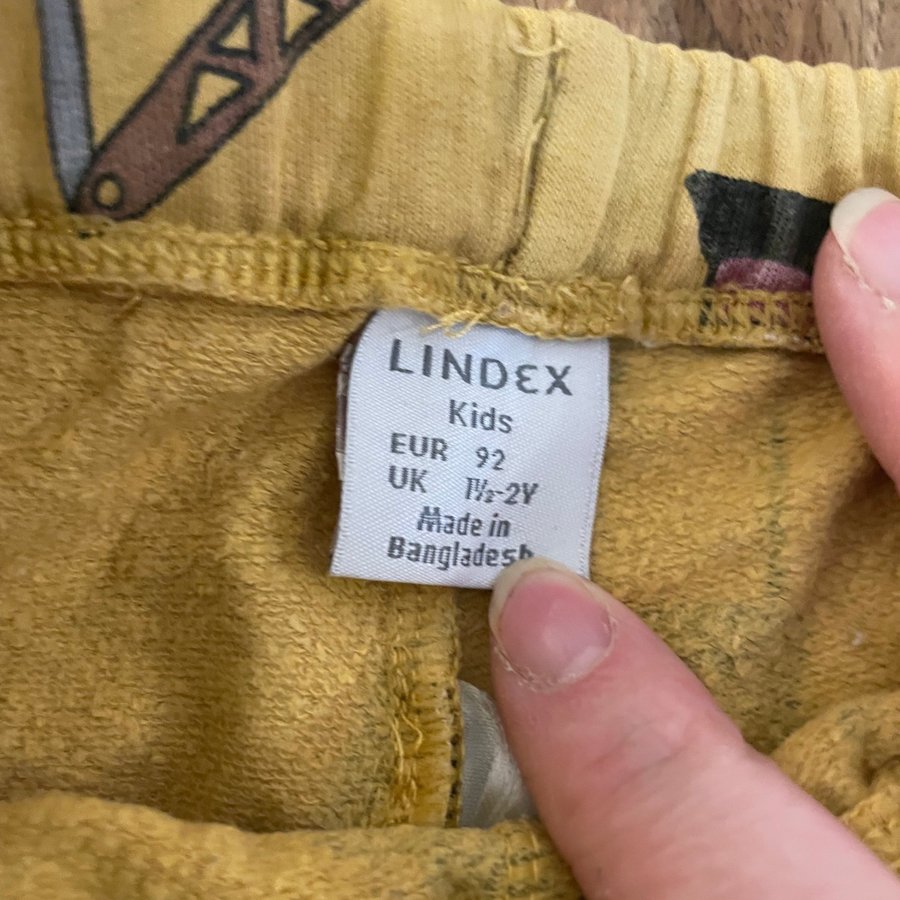 LINDEX
Kids
EUR 92
UK 1½-2Y
Made in
Bangladesh